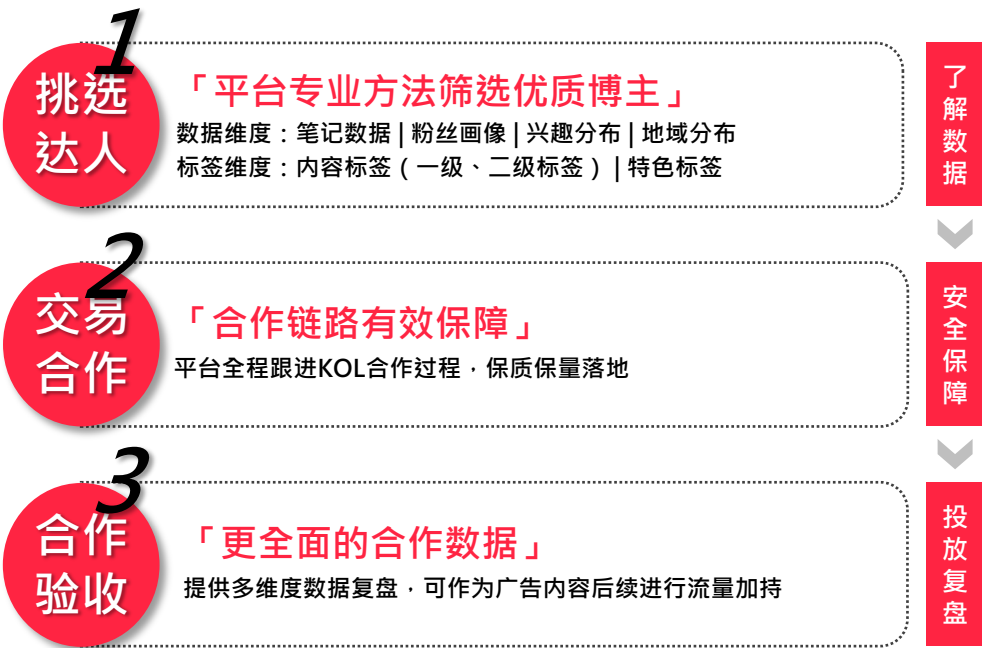 1
挑选
达人
「平台专业方法筛选优质博主」
数据维度：笔记数据 | 粉丝画像 | 兴趣分布 | 地域分布
标签维度：内容标签（一级、二级标签）| 特色标签
了解数据
2
交易
合作
「合作链路有效保障」
平台全程跟进KOL合作过程，保质保量落地
安全保障
3
合作
验收
「更全面的合作数据」
提供多维度数据复盘，可作为广告内容后续进行流量加持
投放复盘